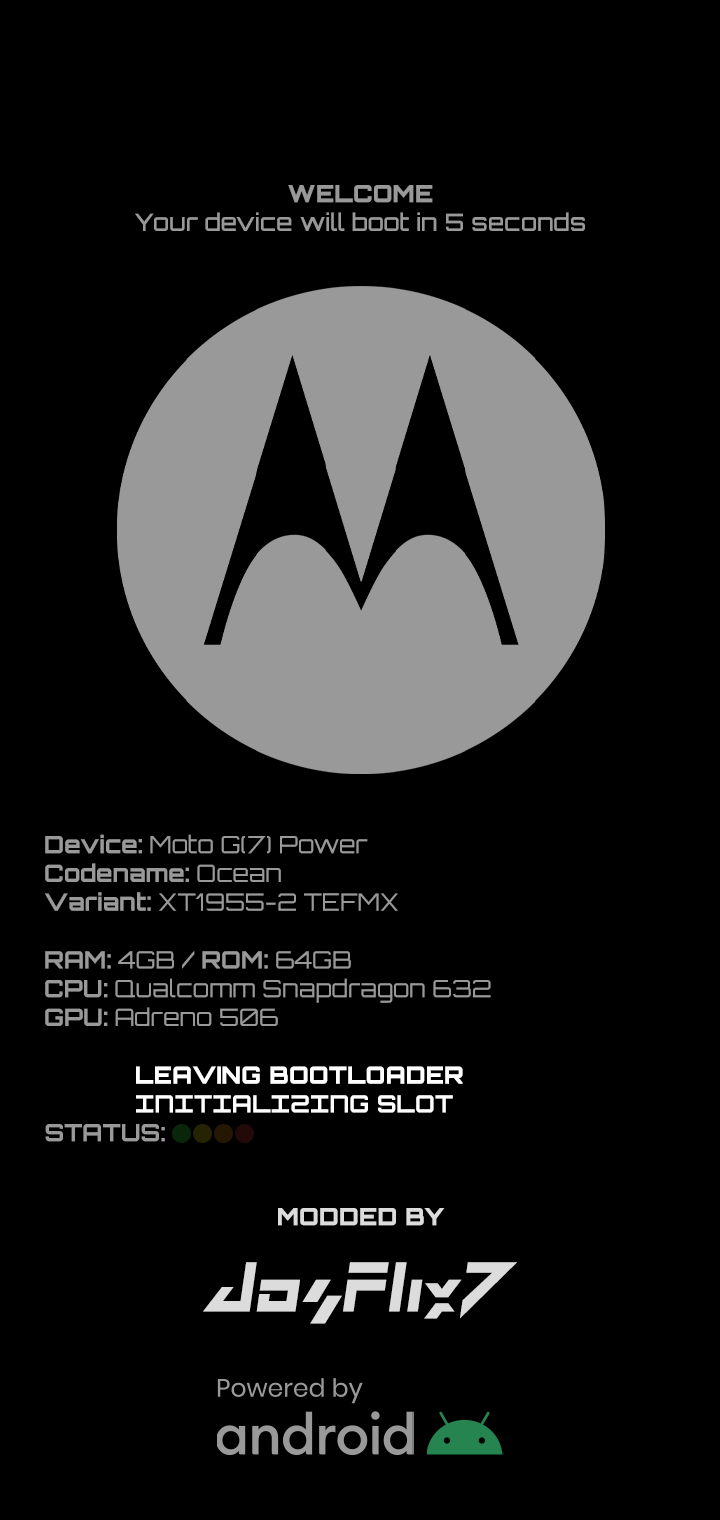 WELCOME
Your device will boot in 5 seconds
Device: Moto G(7) Power
Codename: Ocean
Variant: XT1955-2 TEFMX
RAM: 4GB / ROM: 64GB
CPU: Qualcomm Snapdragon 632
GPU: Adreno 506
LEAVING BOOTLOADER
INITIALIZING SLOT
STATUS:
MODDED BY
JosFlix7
Powered by
android